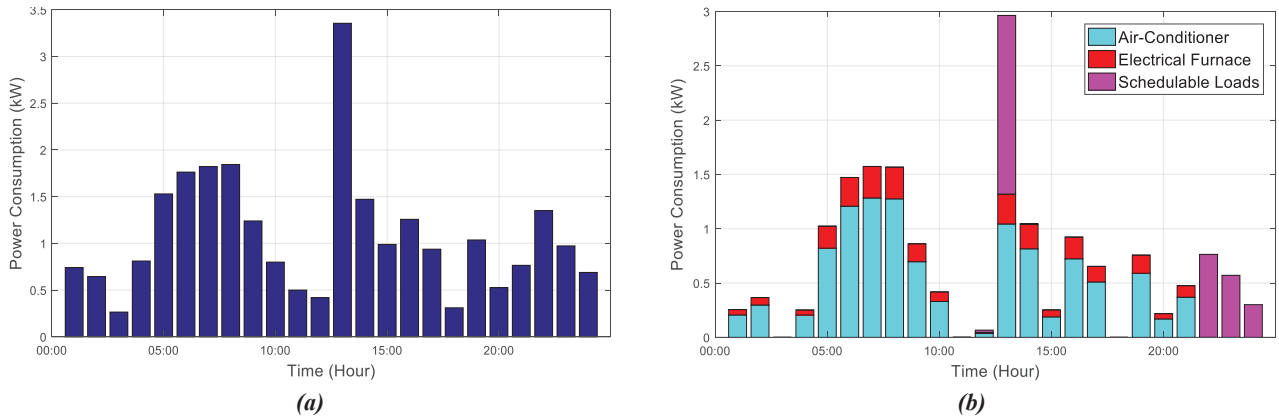 3.5
3
2.5
2
1.5
1
0.5
0
00:00 05:00 10:00 15:00 20:00
Power Consumption (kW)
Time (Hour)
(a)
3
2.5
2
1.5
1
0.5
0
00:00 05:00 10:00 15:00 20:00
Power Consumption (kW)
Time (Hour)
Air-Conditioner
Electrical Furnace
Schedulable Loads
(b)